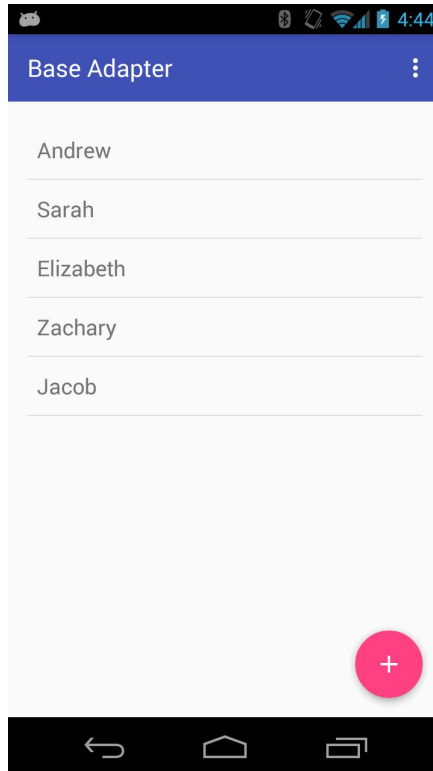 4:44
Base Adapter
Andrew
Sarah
Elizabeth
Zachary
Jacob
+